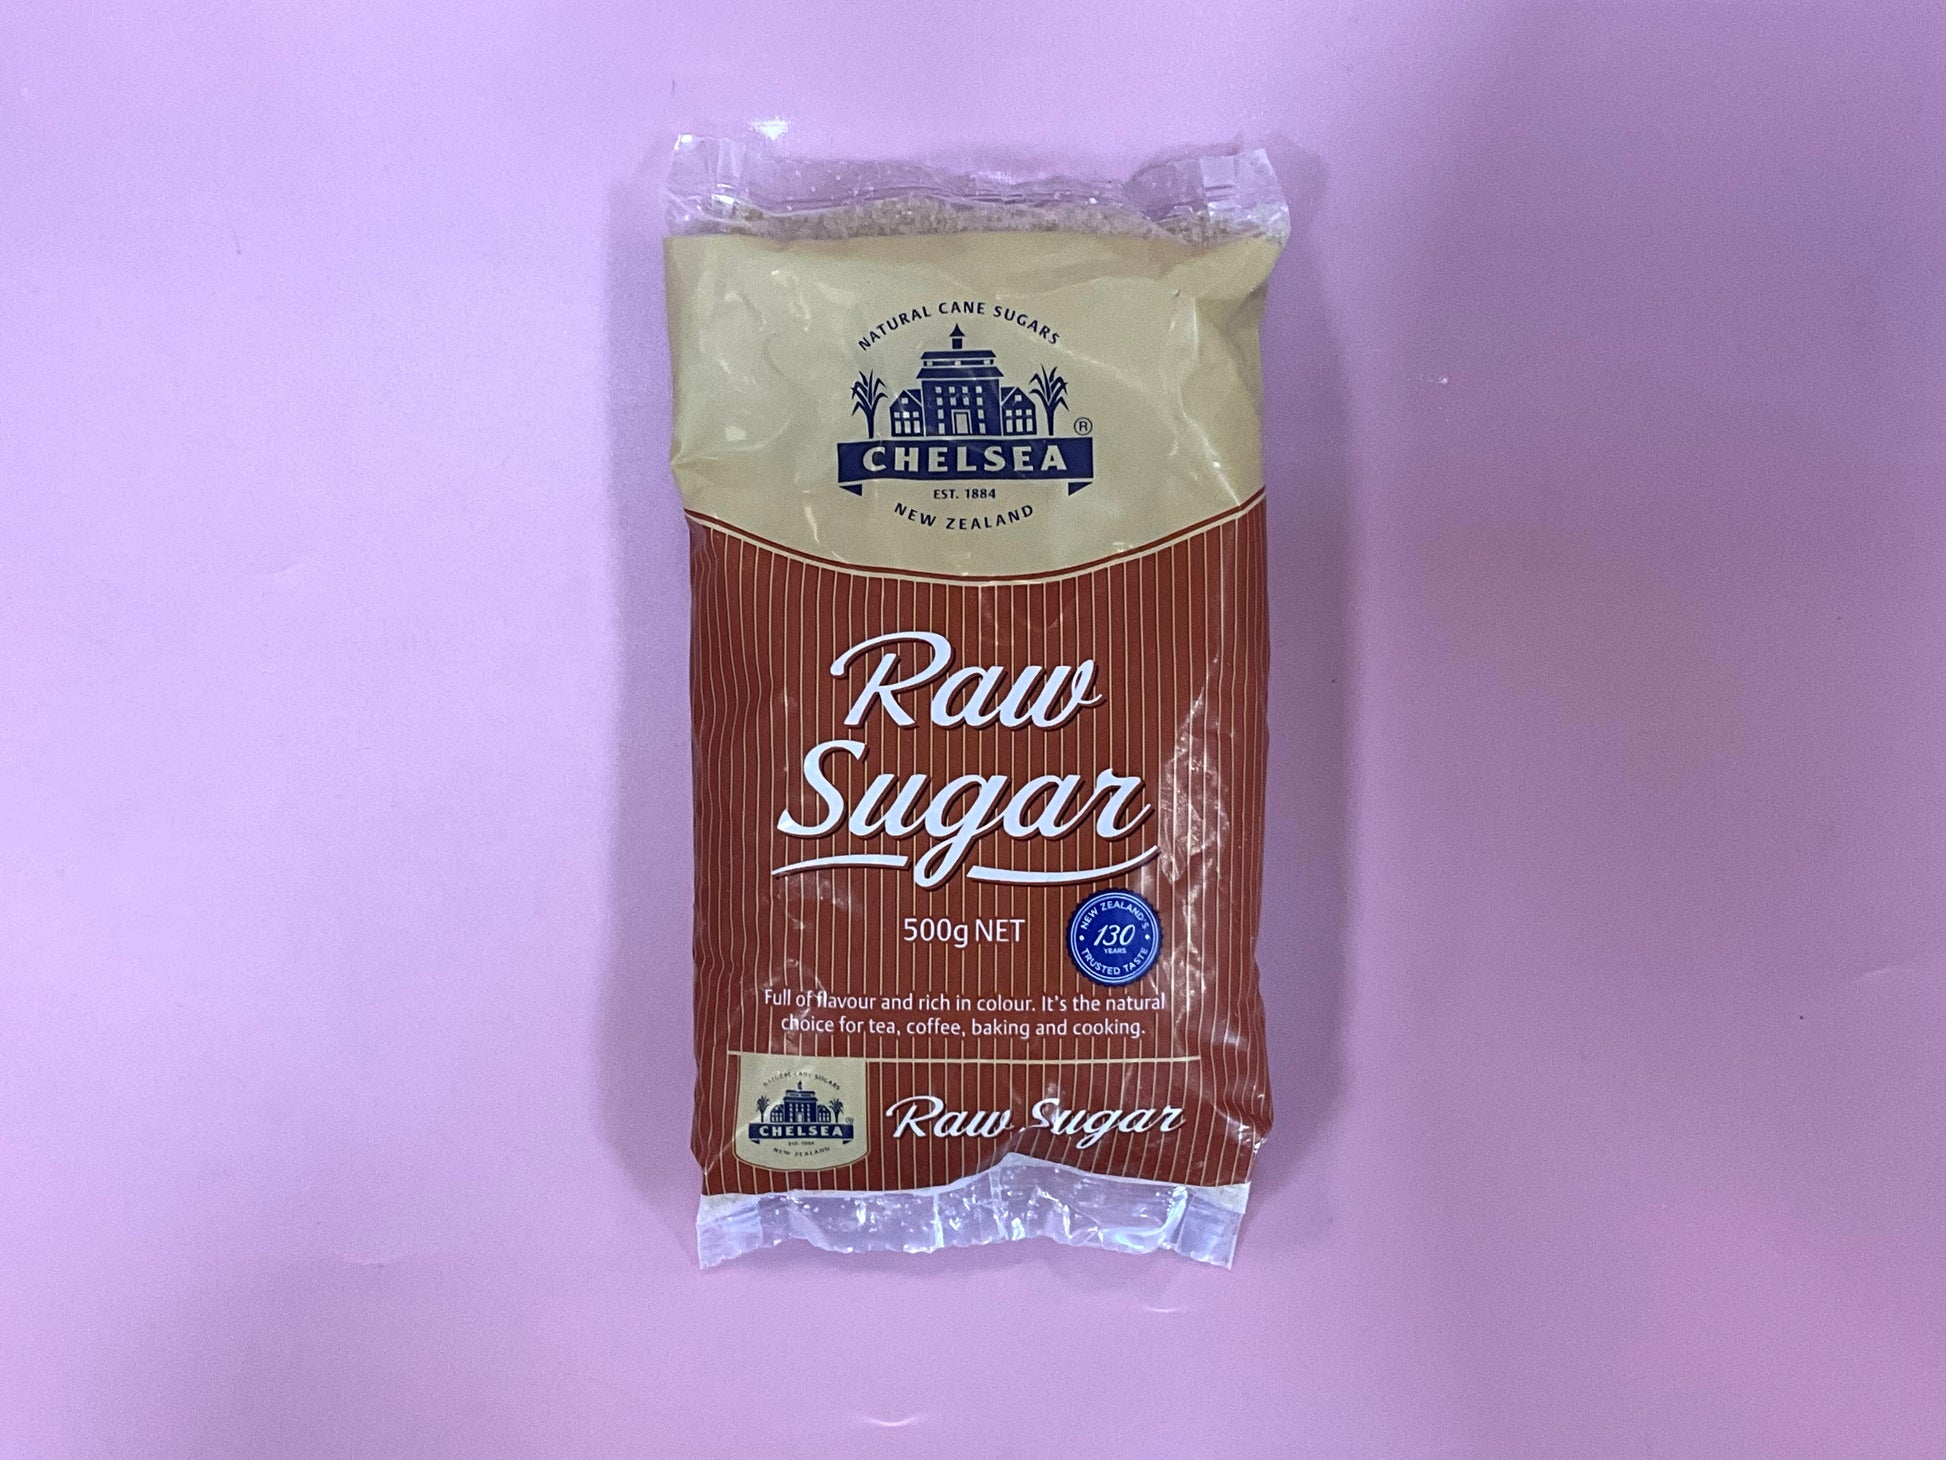 NATURAL CANE SUGARS
®
CHELSEA
EST. 1884
NEW ZEALAND
Raw
Sugar
500g NET
NEW ZEALAND'S
130
YEARS
TRUSTED TASTE
Full of flavour and rich in colour. It's the natural
choice for tea, coffee, baking and cooking.
NATURAL CANE SUGARS
CHELSEA
EST. 1884
NEW ZEALAND
Raw Sugar